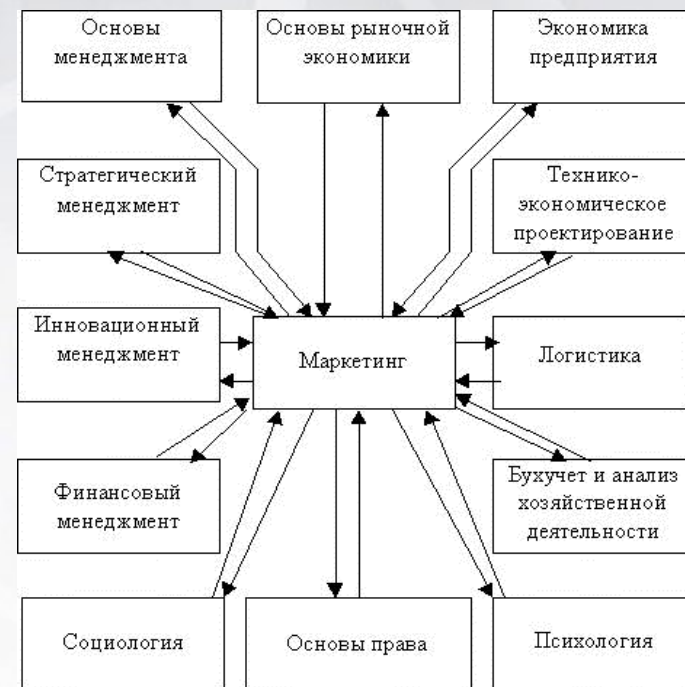 Основы
менеджмента
Основы рыночной
экономики
Экономика
предприятия
Стратегический
менеджмент
Технико-
экономическое
проектирование
Инновационный
менеджмент
Маркетинг
Логистика
Финансовый
менеджмент
Бухучет и анализ
хозяйственной
деятельности
Социология
Основы права
Психология